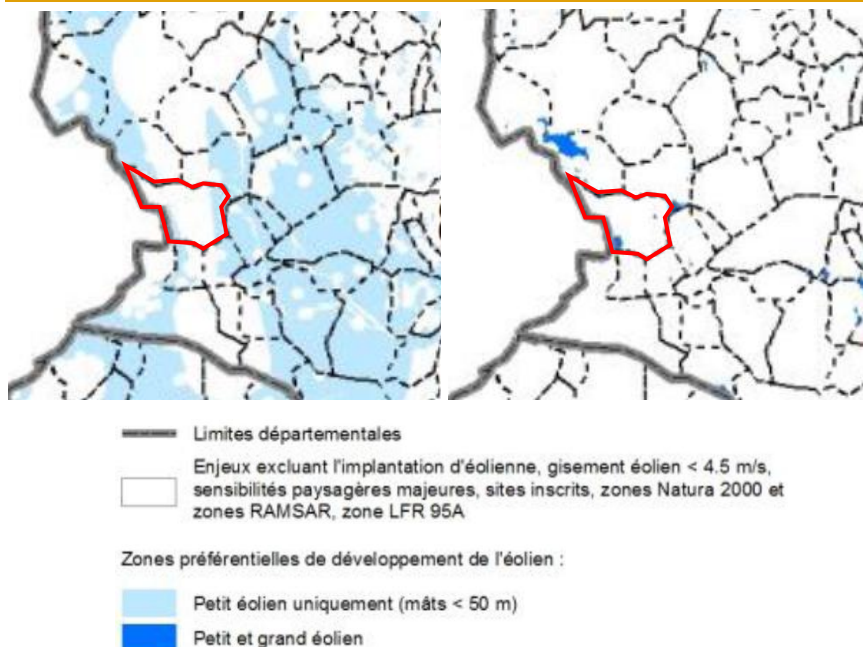 Limites départementales
Enjeux excluant l'implantation d'éolienne, gisement éolien < 4.5 m/s,
sensibilités paysagères majeures, sites inscrits, zones Natura 2000 et
zones RAMSAR, zone LFR 95A
Zones préférentielles de développement de l'éolien :
Petit éolien uniquement (mâts < 50 m)
Petit et grand éolien